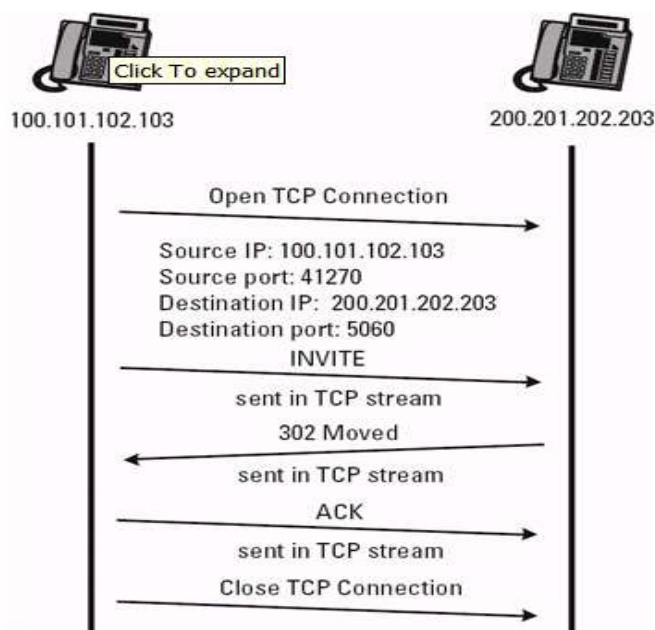 Click To expand
100.101.102.103
200.201.202.203
Open TCP Connection
Source IP: 100.101.102.103
Source port: 41270
Destination IP: 200.201.202.203
Destination port: 5060
INVITE
sent in TCP stream
302 Moved
sent in TCP stream
ACK
sent in TCP stream
Close TCP Connection